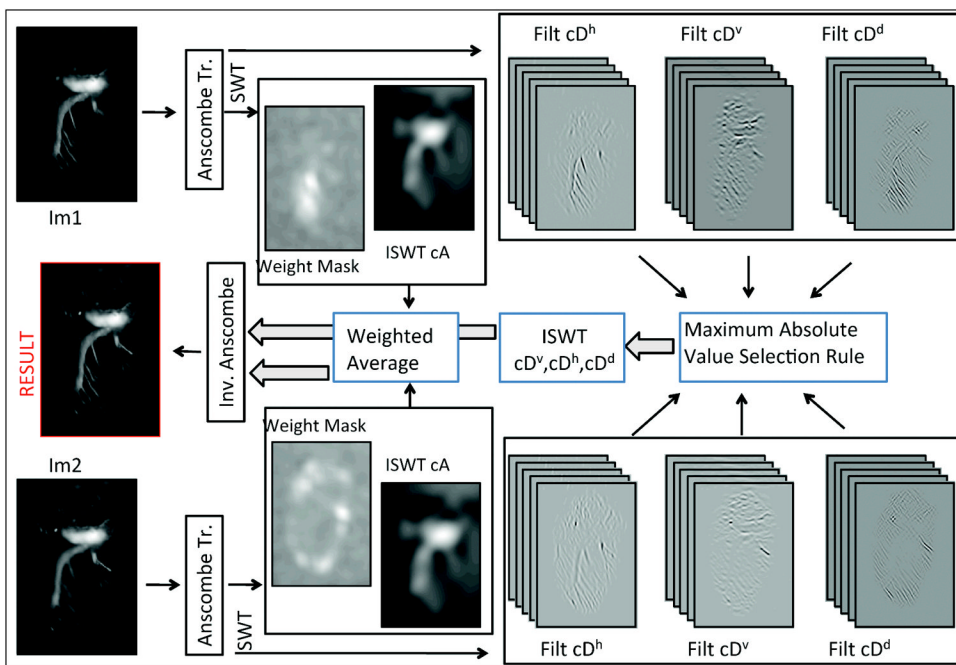 Filt cDʰ
Filt cDᵛ
Filt cDᵈ
Anscombe Tr.
SWT
Im1
Weight Mask
ISWT cA
RESULT
Inv. Anscombe
Weighted
Average
ISWT
cDᵛ,cDʰ,cDᵈ
Maximum Absolute
Value Selection Rule
Im2
Weight Mask
ISWT cA
Anscombe Tr.
SWT
Filt cDʰ
Filt cDᵛ
Filt cDᵈ